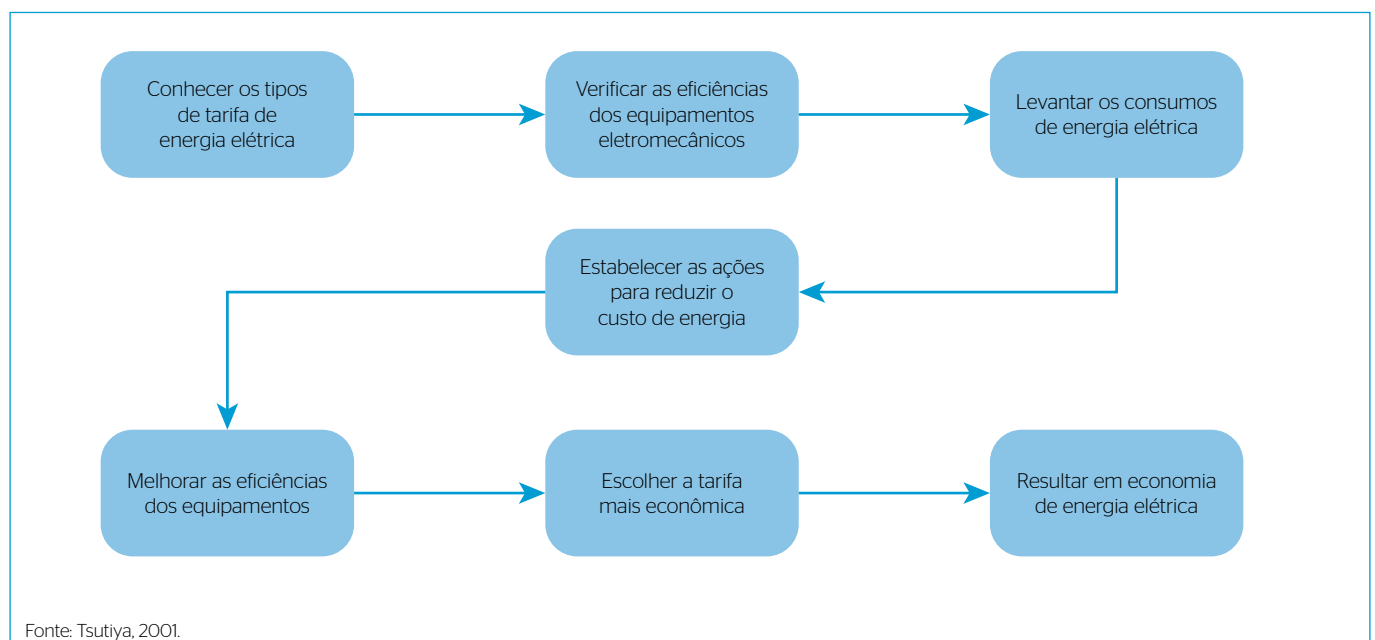 Conhecer os tipos
de tarifa de
energia elétrica
Verificar as eficiências
dos equipamentos
eletromecânicos
Levantar os consumos
de energia elétrica
Estabelecer as ações
para reduzir o
custo de energia
Melhorar as eficiências
dos equipamentos
Escolher a tarifa
mais econômica
Resultar em economia
de energia elétrica
Fonte: Tsutiya, 2001.